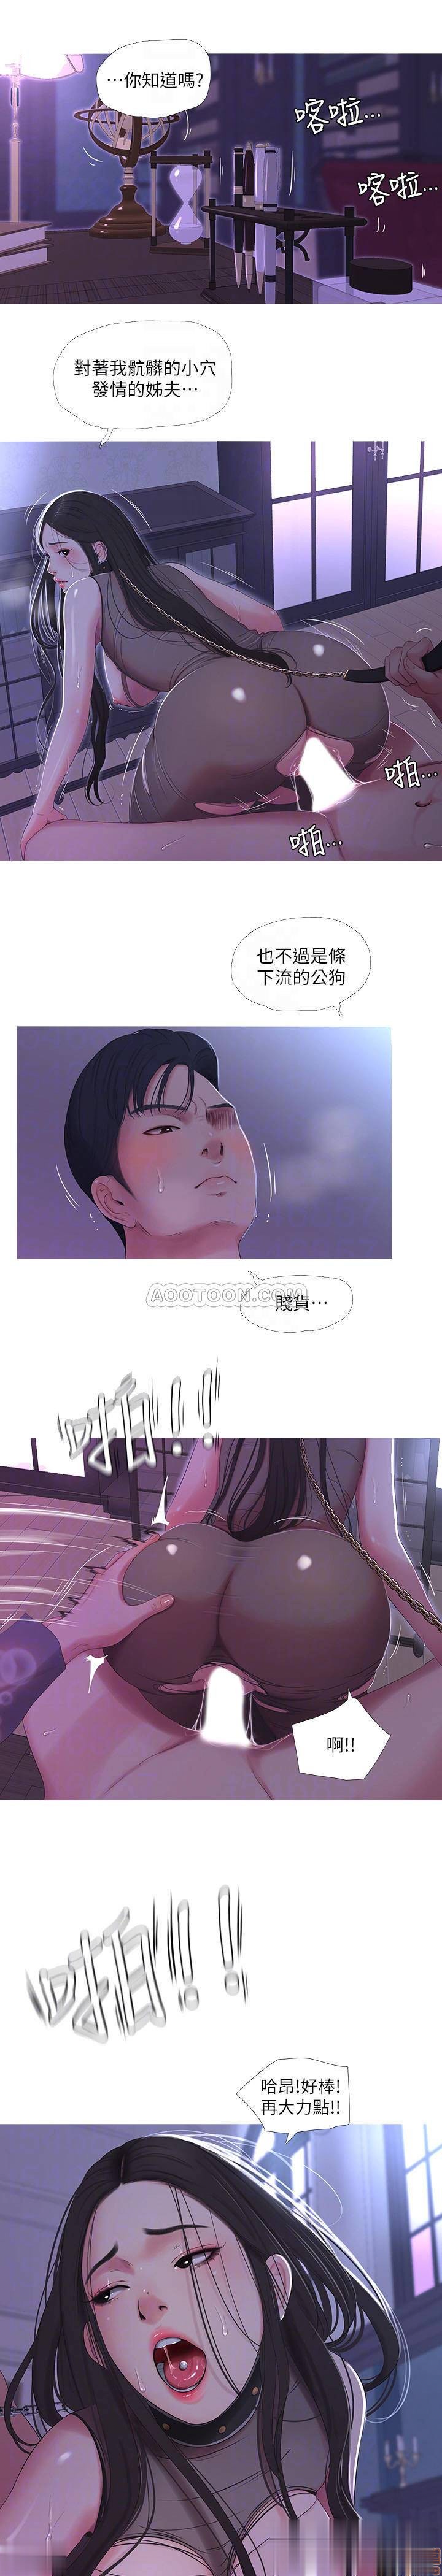 …你知道嗎?
喀啦…
喀啦…
對著我骯髒的小穴
發情的姊夫…
啪…
啪…
也不過是條
下流的公狗
AOOTOON.COM
賤貨…
啪!!
啊!!
啪!!
哈昂!好棒!
再大力點!!